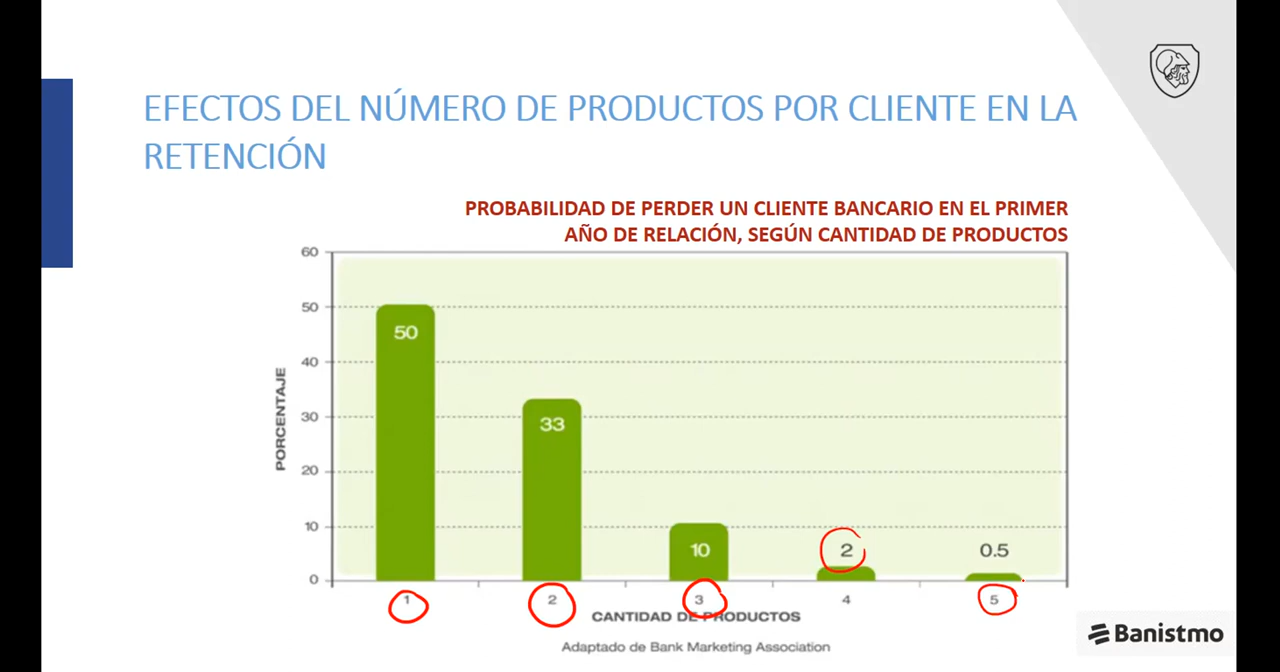 EFECTOS DEL NÚMERO DE PRODUCTOS POR CLIENTE EN LA
RETENCIÓN
PROBABILIDAD DE PERDER UN CLIENTE BANCARIO EN EL PRIMER
AÑO DE RELACIÓN, SEGÚN CANTIDAD DE PRODUCTOS
PORCENTAJE
60
50
40
30
20
10
0
50
33
10
2
0.5
1 2 3 4 5
CANTIDAD DE PRODUCTOS
Adaptado de Bank Marketing Association
Banistmo